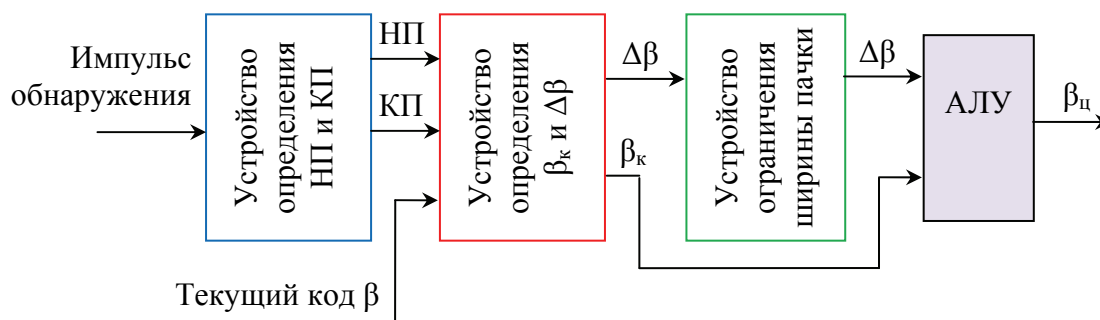 Импульс
обнаружения
Устройство
определения
НП и КП
НП
КП
Устройство
определения
βк и Δβ
Δβ
βк
Устройство
ограничения
ширины пачки
Δβ
АЛУ
βц
Текущий код β